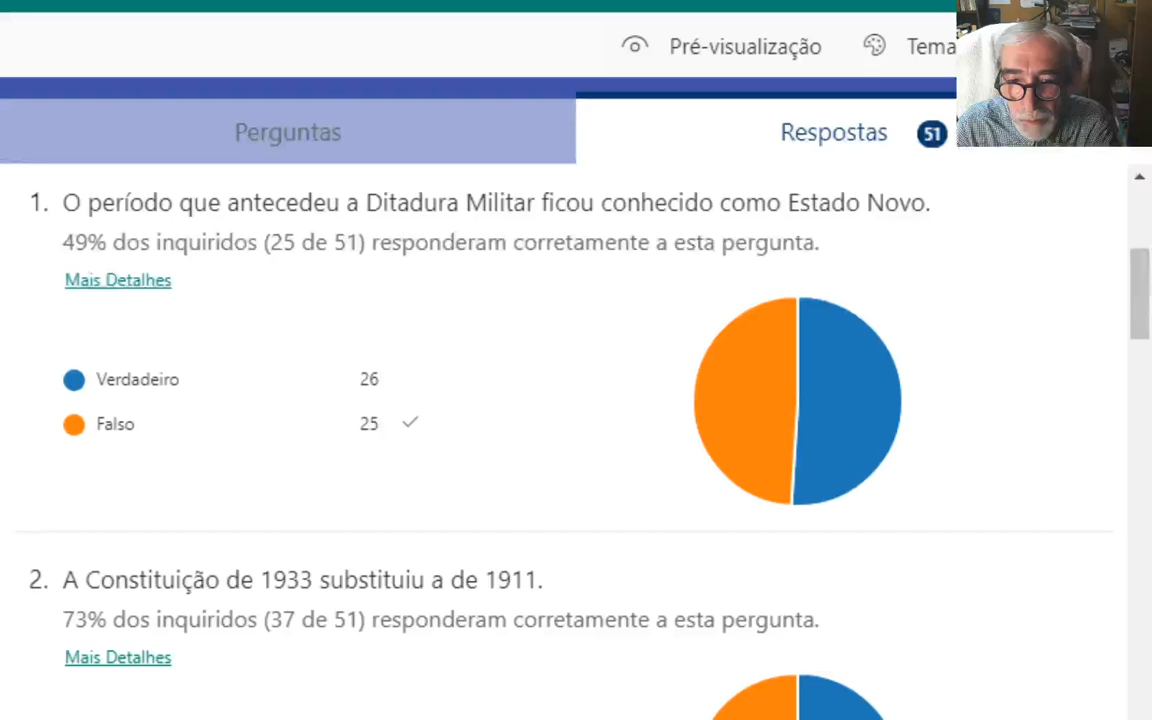 Pré-visualização
Tema
Perguntas
Respostas 51
1. O período que antecedeu a Ditadura Militar ficou conhecido como Estado Novo.
49% dos inquiridos (25 de 51) responderam corretamente a esta pergunta.
Mais Detalhes
Verdadeiro 26
Falso 25
2. A Constituição de 1933 substituiu a de 1911.
73% dos inquiridos (37 de 51) responderam corretamente a esta pergunta.
Mais Detalhes